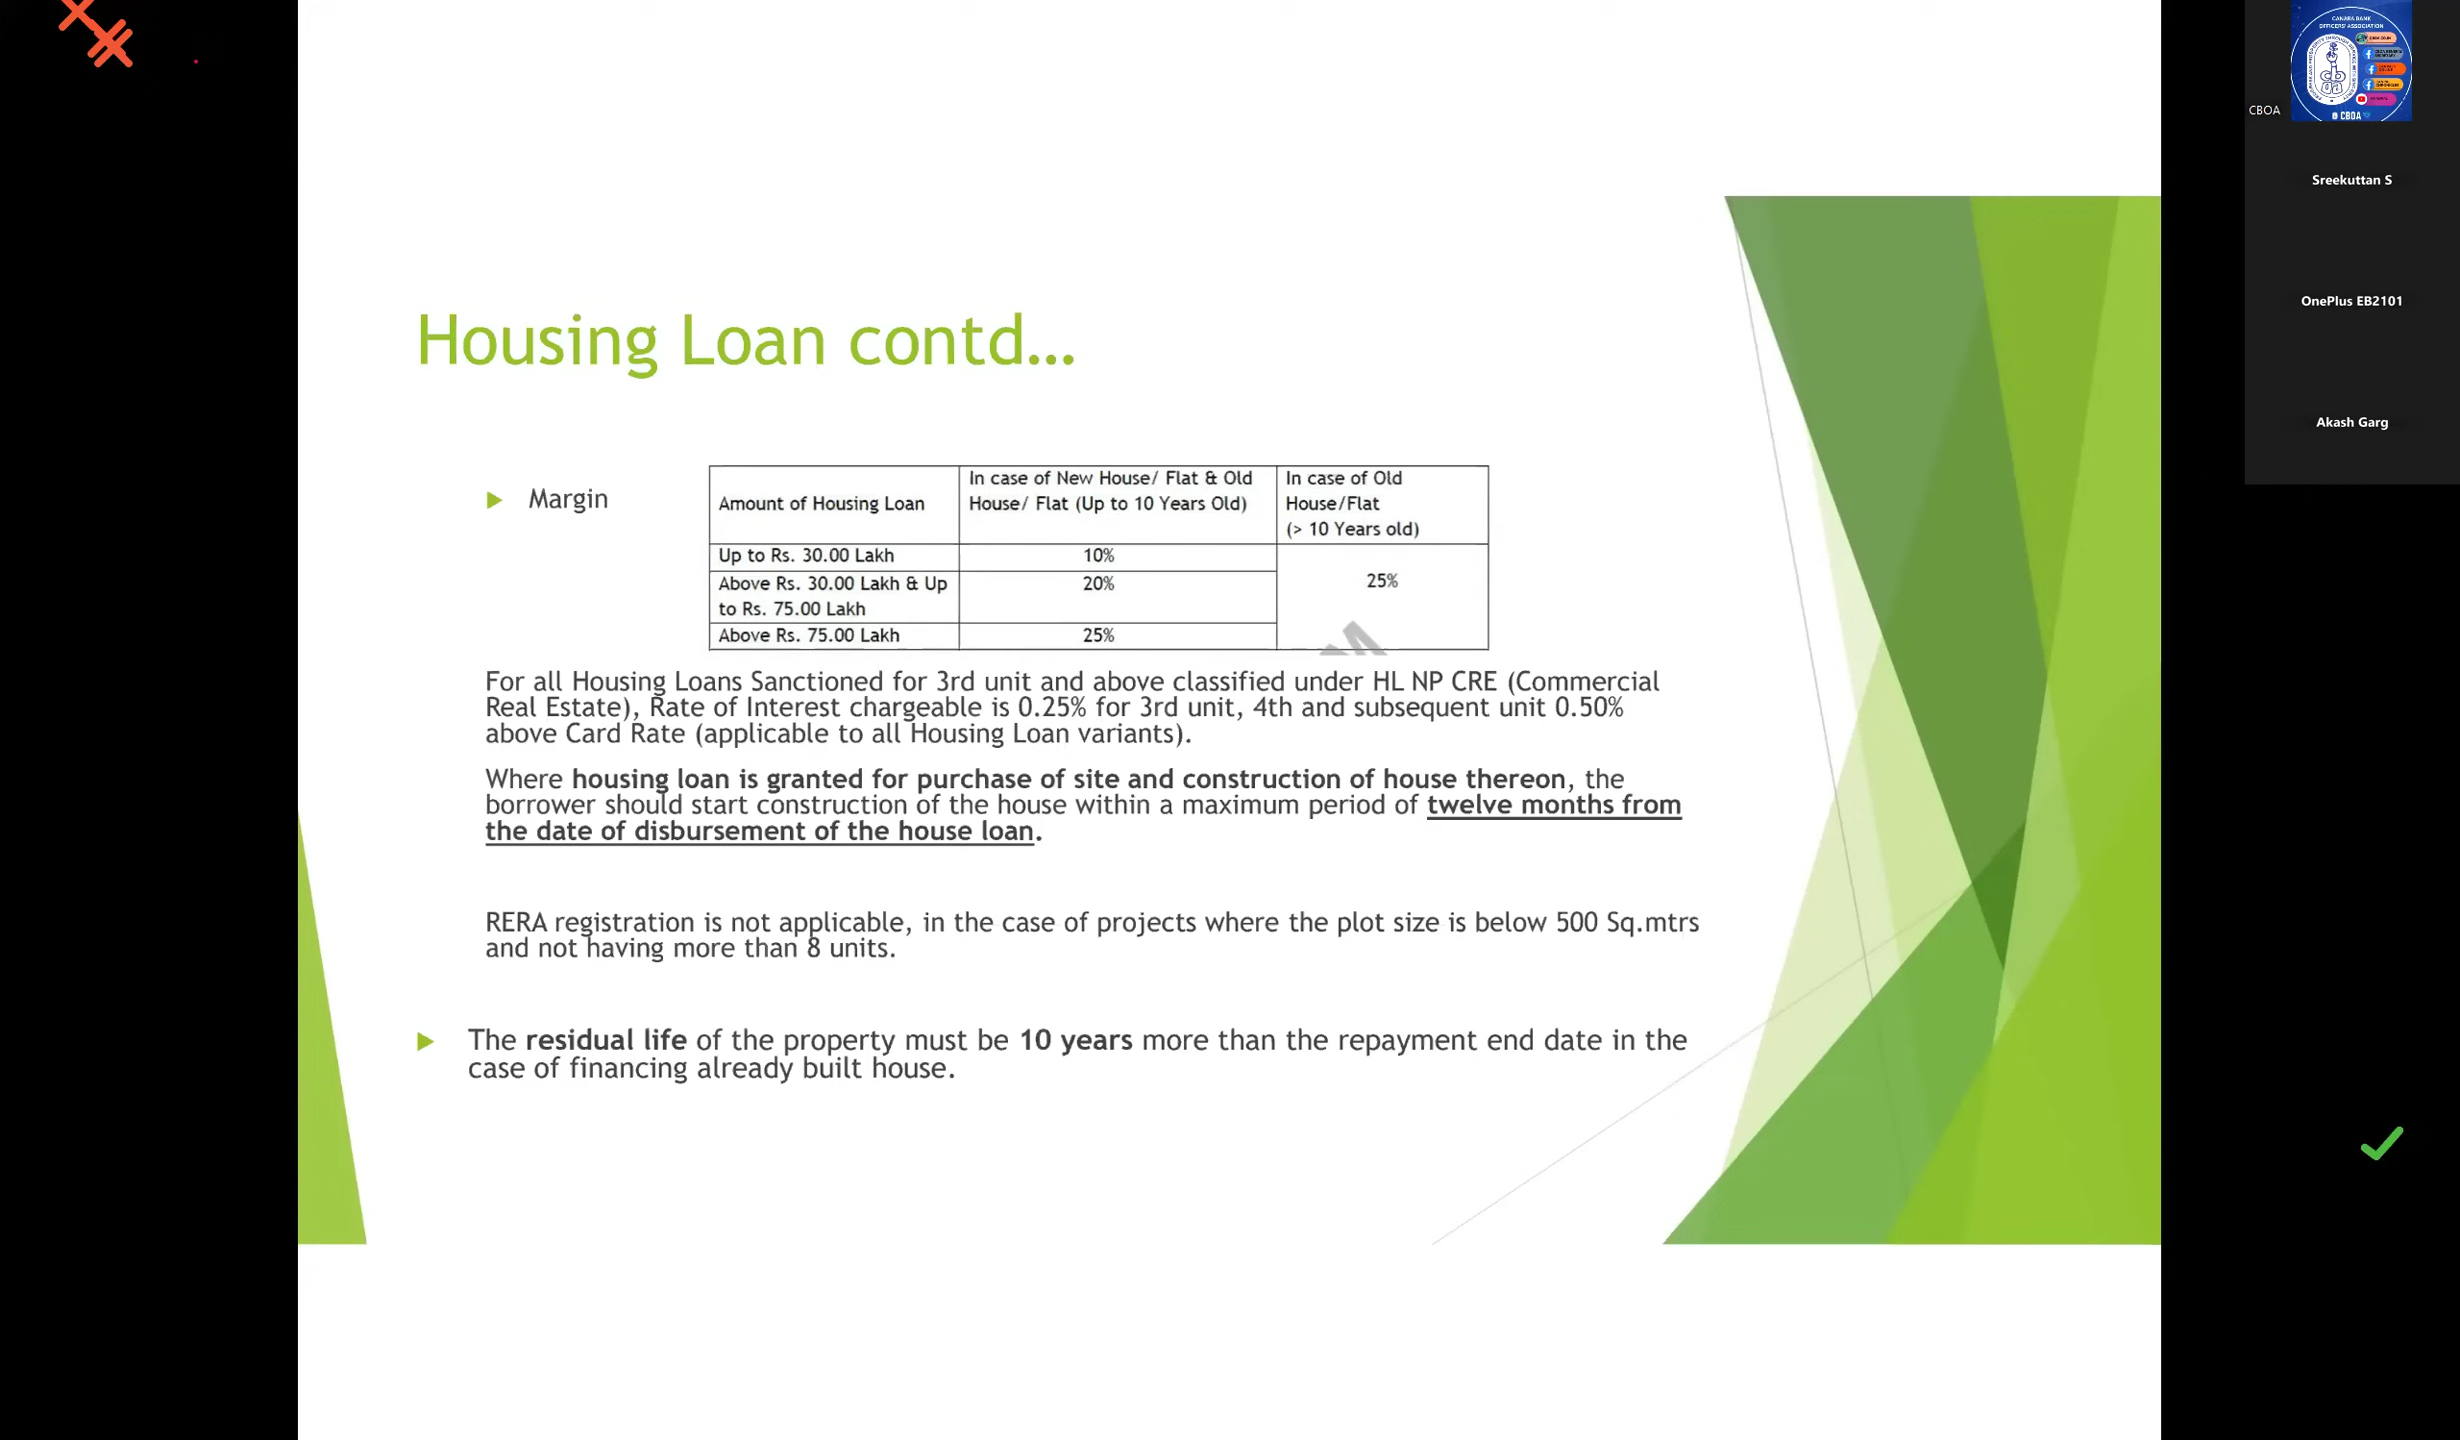 Housing Loan contd...
Margin
Amount of Housing Loan
In case of New House/ Flat & Old
House/ Flat (Up to 10 Years Old)
In case of Old
House/Flat
(> 10 Years old)
Up to Rs. 30.00 Lakh
10%
Above Rs. 30.00 Lakh & Up
to Rs. 75.00 Lakh
20%
25%
Above Rs. 75.00 Lakh
25%
For all Housing Loans Sanctioned for 3rd unit and above classified under HL NP CRE (Commercial
Real Estate), Rate of Interest chargeable is 0.25% for 3rd unit, 4th and subsequent unit 0.50%
above Card Rate (applicable to all Housing Loan variants).
Where housing loan is granted for purchase of site and construction of house thereon, the
borrower should start construction of the house within a maximum period of twelve months from
the date of disbursement of the house loan.
RERA registration is not applicable, in the case of projects where the plot size is below 500 Sq.mtrs
and not having more than 8 units.
The residual life of the property must be 10 years more than the repayment end date in the
case of financing already built house.
CANARA BANK
OFFICERS' ASSOCIATION
@ CBOA
CBOA
Sreekuttan S
OnePlus EB2101
Akash Garg